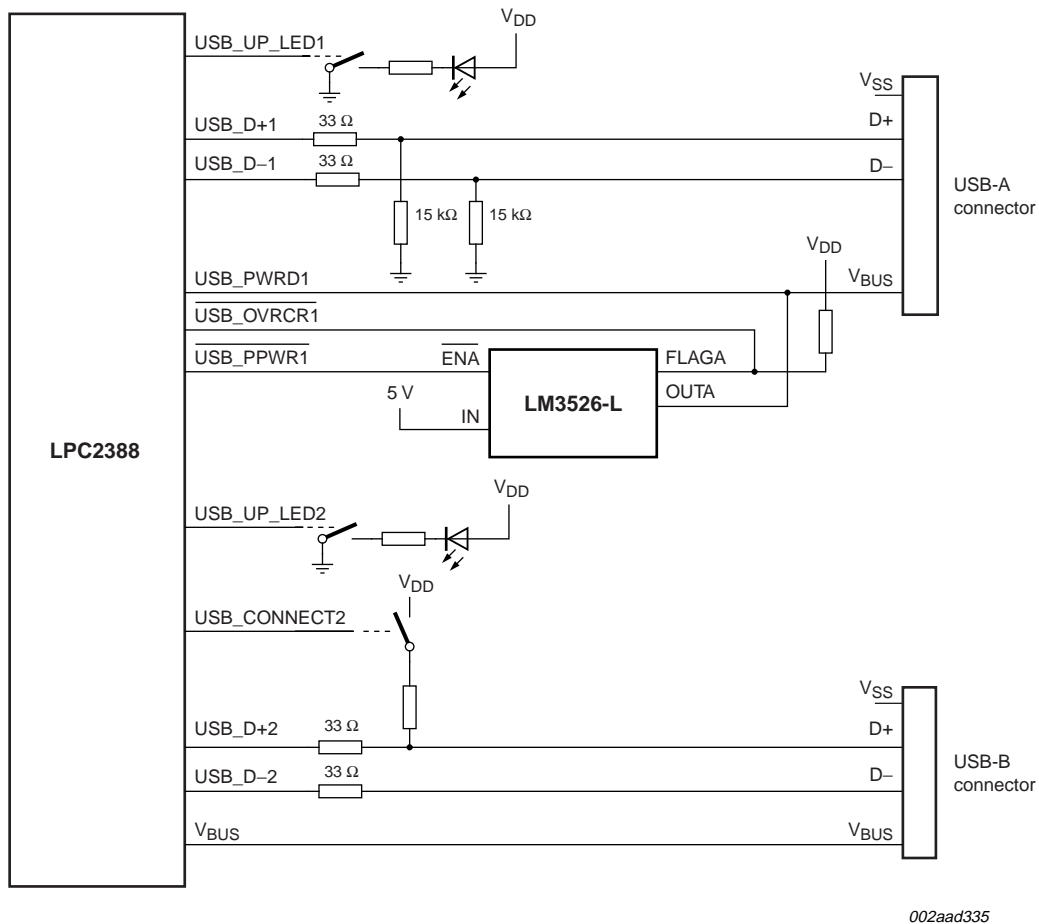 V_DD
USB_UP_LED1
V_SS
USB_D+1
33 Ω
D+
USB_D−1
33 Ω
D−
USB-A
connector
15 kΩ
15 kΩ
V_DD
USB_PWRD1
V_BUS
USB_OVRCR1
USB_PPWR1
ENA
FLAGA
5 V
LM3526-L
OUTA
IN
LPC2388
V_DD
USB_UP_LED2
V_DD
USB_CONNECT2
V_SS
USB_D+2
33 Ω
D+
USB_D−2
33 Ω
D−
USB-B
connector
V_BUS
V_BUS
002aad335